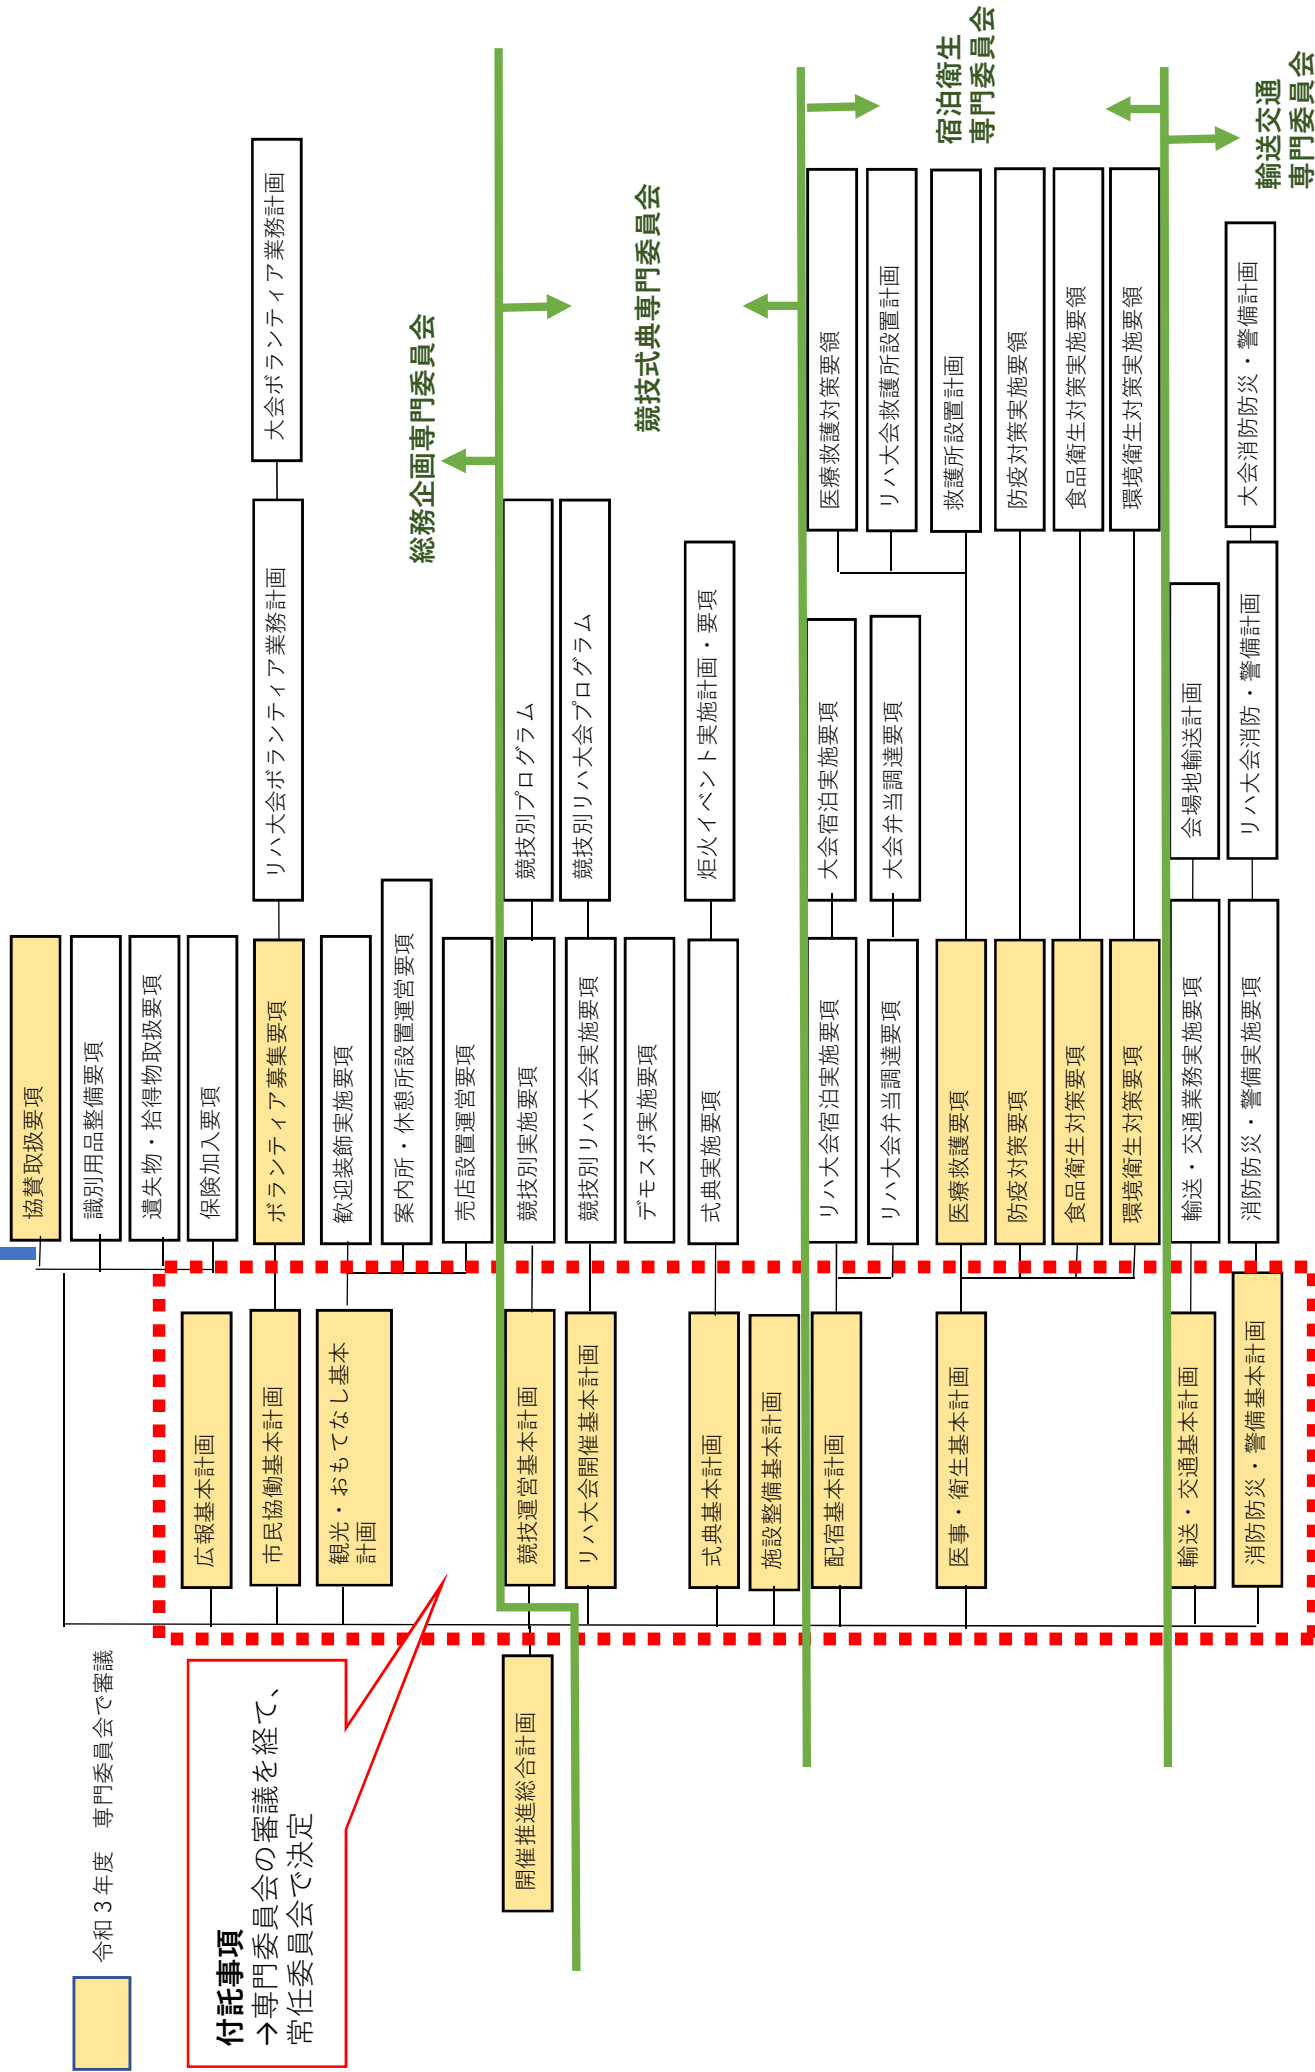 令和３年度　専門委員会で審議
付託事項
→専門委員会の審議を経て、
常任委員会で決定
開催推進総合計画
広報基本計画
市民協働基本計画
観光・おもてなし基本
計画
競技運営基本計画
リハ大会開催基本計画
式典基本計画
施設整備基本計画
配宿基本計画
医事・衛生基本計画
輸送・交通基本計画
消防防災・警備基本計画
協賛取扱要項
識別用品整備要項
遺失物・拾得物取扱要項
保険加入要項
ボランティア募集要項
歓迎装飾実施要項
案内所・休憩所設置運営要項
売店設置運営要項
競技別実施要項
競技別リハ大会実施要項
デモスポ実施要項
式典実施要項
リハ大会宿泊実施要項
リハ大会弁当調達要項
医療救護要項
防疫対策要項
食品衛生対策要項
環境衛生対策要項
輸送・交通業務実施要項
消防防災・警備実施要項
リハ大会ボランティア業務計画
競技別プログラム
競技別リハ大会プログラム
炬火イベント実施計画・要項
大会宿泊実施要項
大会弁当調達要項
会場地輸送計画
リハ大会消防・警備計画
大会ボランティア業務計画
医療救護対策要領
リハ大会救護所設置計画
救護所設置計画
防疫対策実施要領
食品衛生対策実施要領
環境衛生対策実施要領
大会消防防災・警備計画
総務企画専門委員会
競技式典専門委員会
宿泊衛生
専門委員会
輸送交通
専門委員会